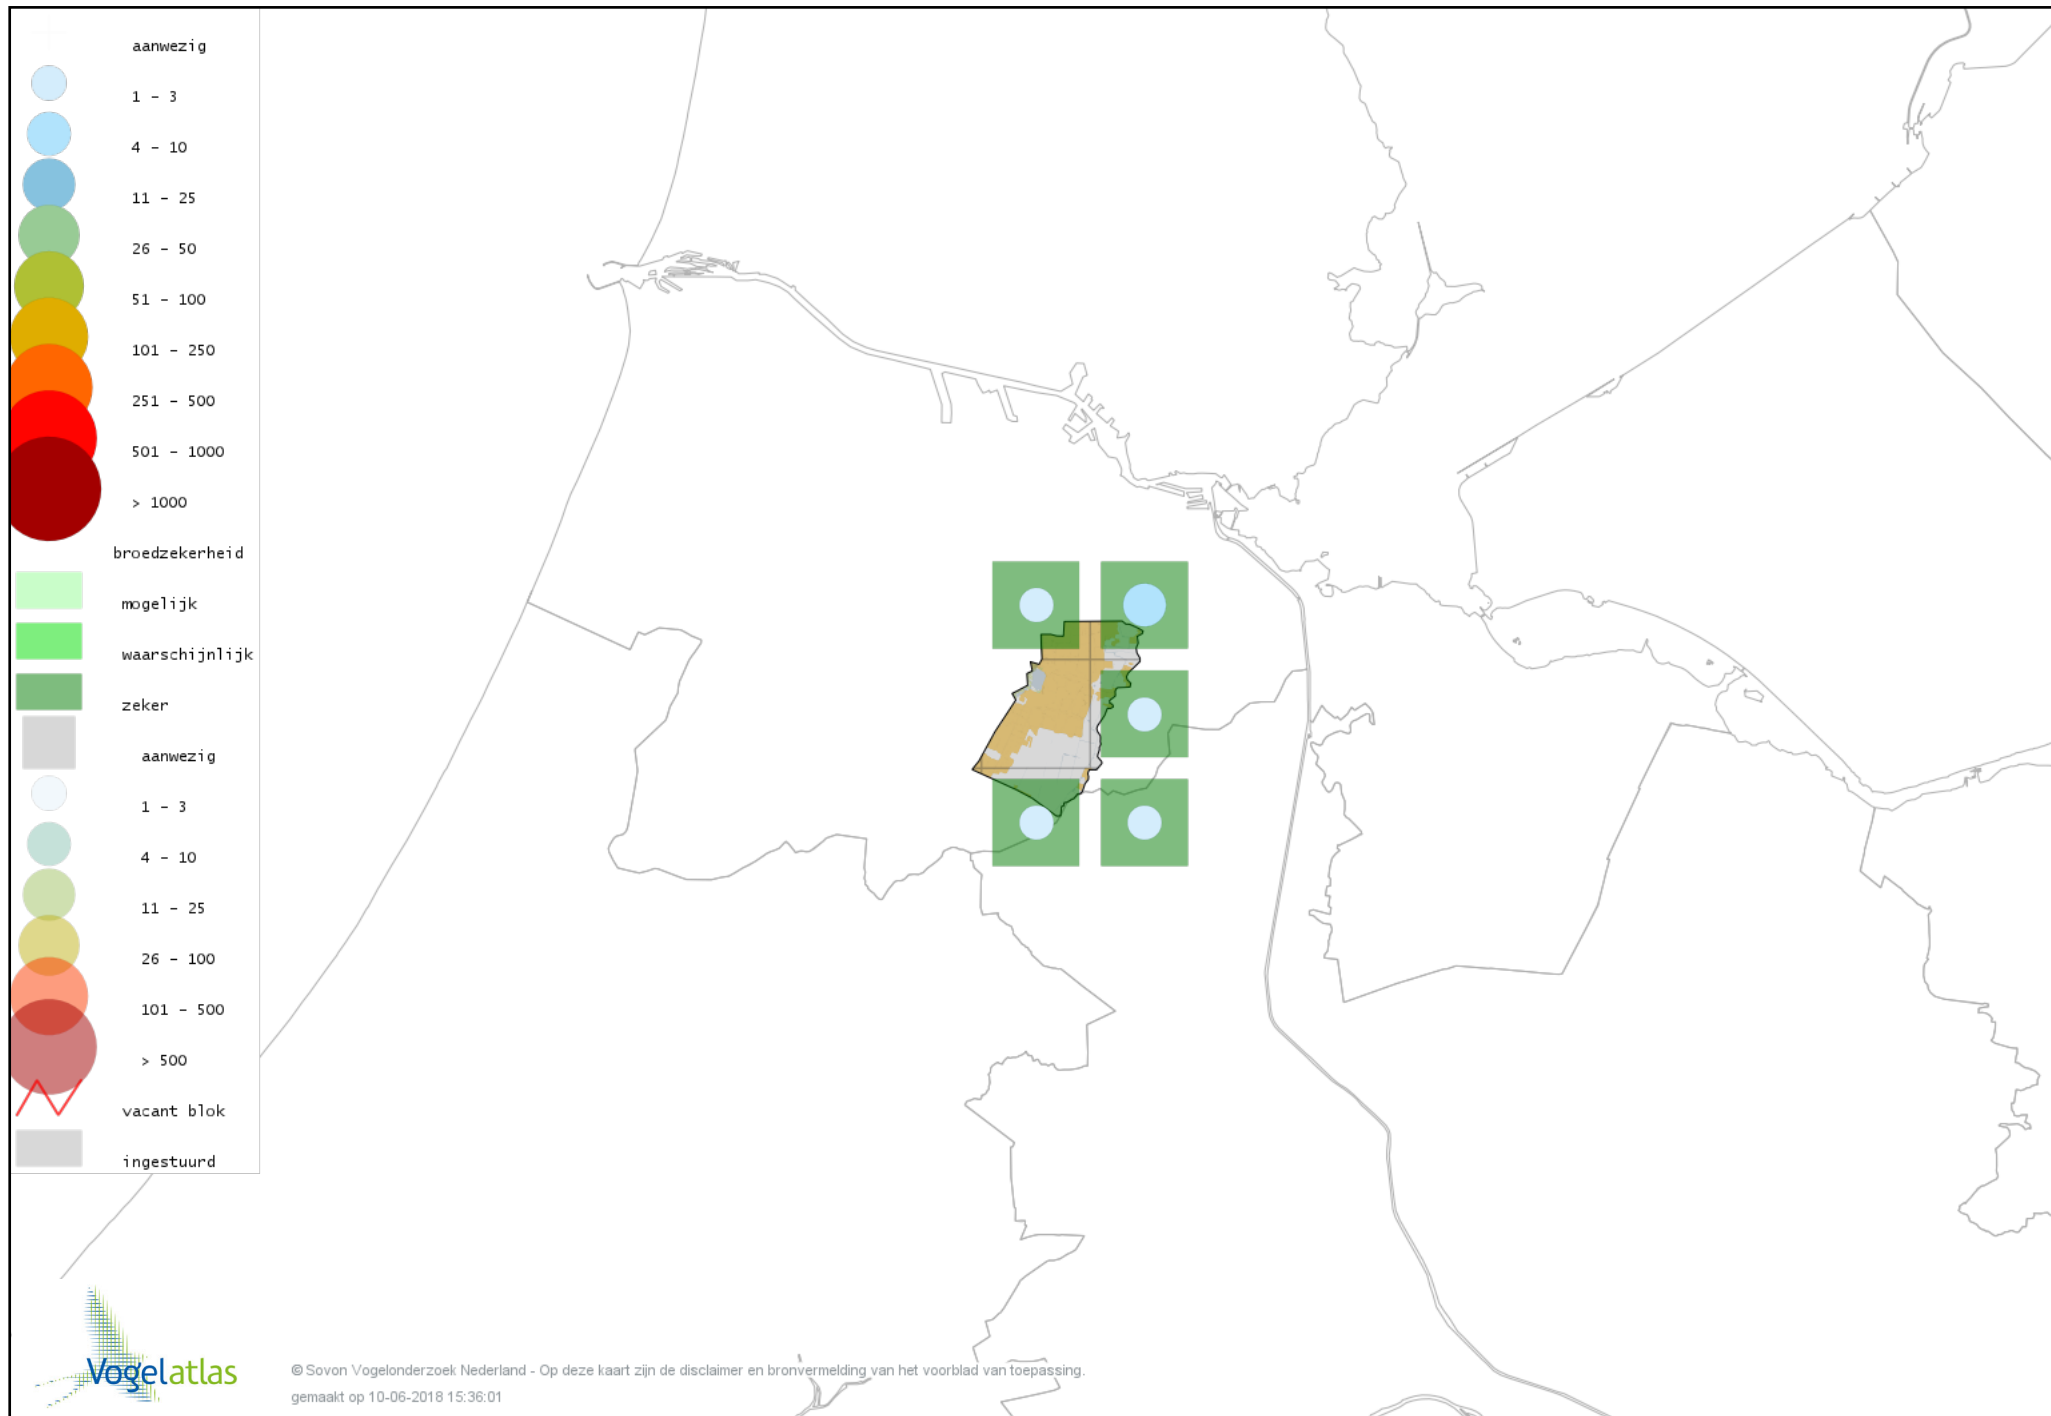 aanwezig
1 - 3
4 - 10
11 - 25
26 - 50
51 - 100
101 - 250
251 - 500
501 - 1000
> 1000
broedzekerheid
mogelijk
waarschijnlijk
zeker
aanwezig
1 - 3
4 - 10
11 - 25
26 - 100
101 - 500
> 500
vacant blok
ingestuurd
Vogelatlas
© Sovon Vogelonderzoek Nederland - Op deze kaart zijn de disclaimer en bronvermelding van het voorblad van toepassing.
gemaakt op 10-06-2018 15:36:01